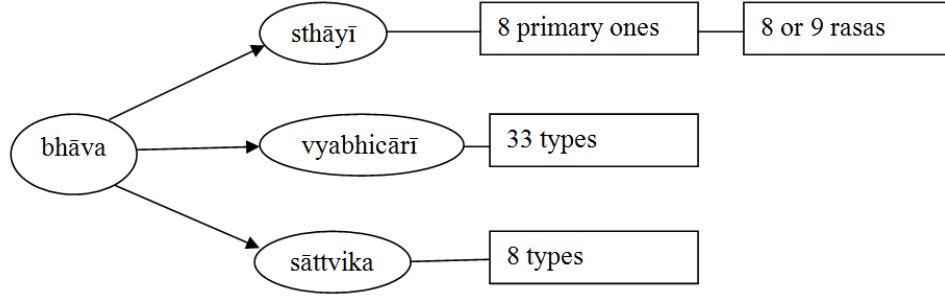 sthāyī
8 primary ones
8 or 9 rasas
bhāva
vyabhicārī
33 types
sāttvika
8 types